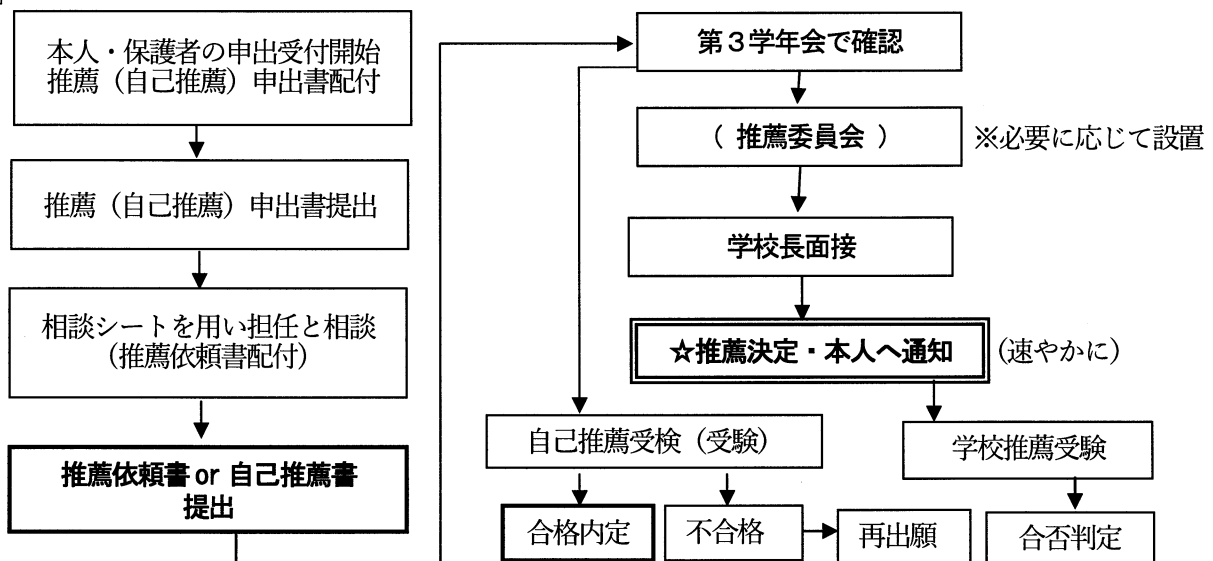 本人・保護者の申出受付開始
推薦（自己推薦）申出書配付
推薦（自己推薦）申出書提出
相談シートを用い担任と相談
（推薦依頼書配付）
推薦依頼書 or 自己推薦書
提出
第３学年会で確認
（ 推薦委員会 ）
※必要に応じて設置
学校長面接
☆推薦決定・本人へ通知
（速やかに）
自己推薦受検（受験）
学校推薦受験
合格内定
不合格
再出願
合否判定